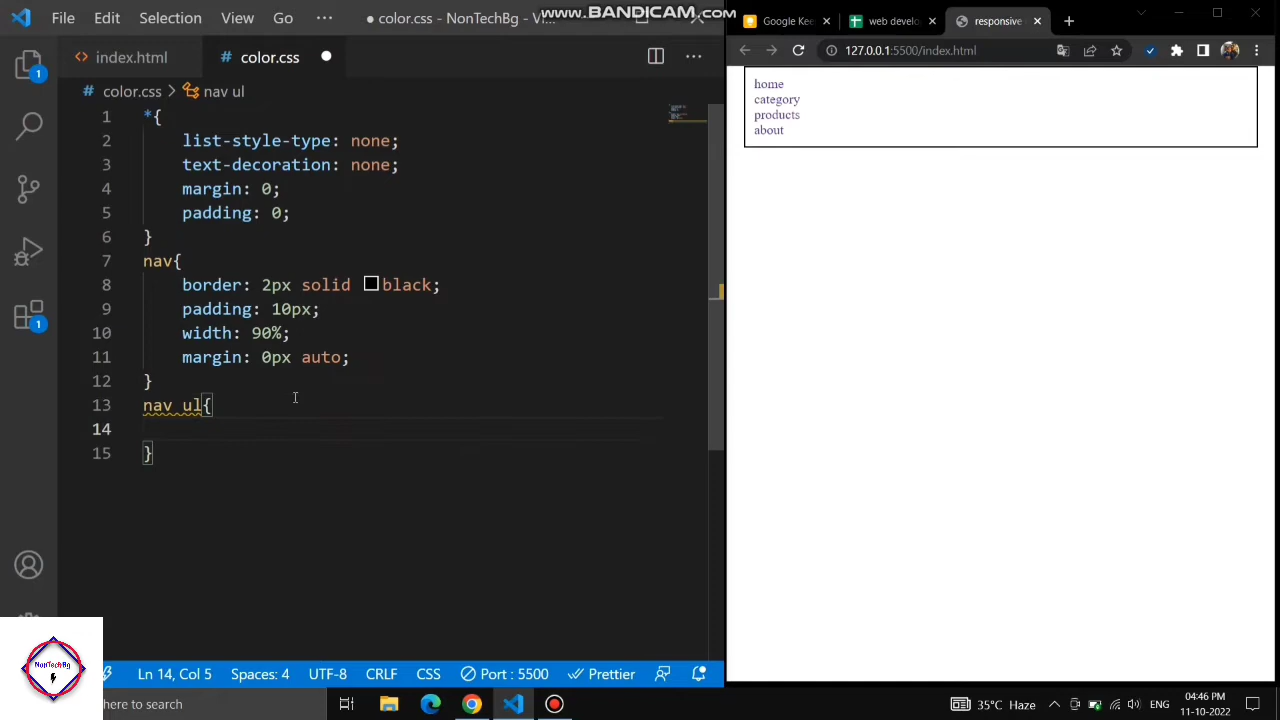 File Edit Selection View Go ··· ● color.css - NonTechBg - V...
www.BANDICAM.com
Google Kee
web develo
responsive
index.html
color.css
127.0.0.1:5500/index.html
# color.css > nav ul
1 *{
2 list-style-type: none;
3 text-decoration: none;
4 margin: 0;
5 padding: 0;
6 }
7 nav{
8 border: 2px solid black;
9 padding: 10px;
10 width: 90%;
11 margin: 0px auto;
12 }
13 nav ul{
14
15 }
1
1
home
category
products
about
NonTechBg
Ln 14, Col 5 Spaces: 4 UTF-8 CRLF CSS Port : 5500 Prettier
here to search
35°C Haze
ENG
04:46 PM
11-10-2022